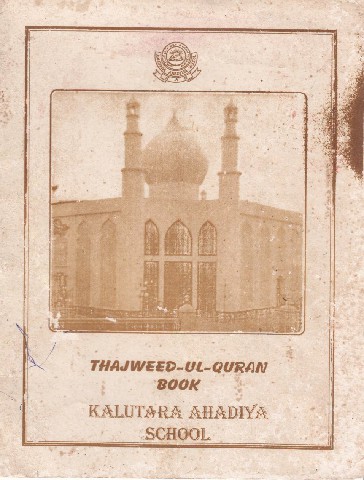 THAJWEED-UL-QURAN
BOOK
KALUTARA AHADIYA
SCHOOL